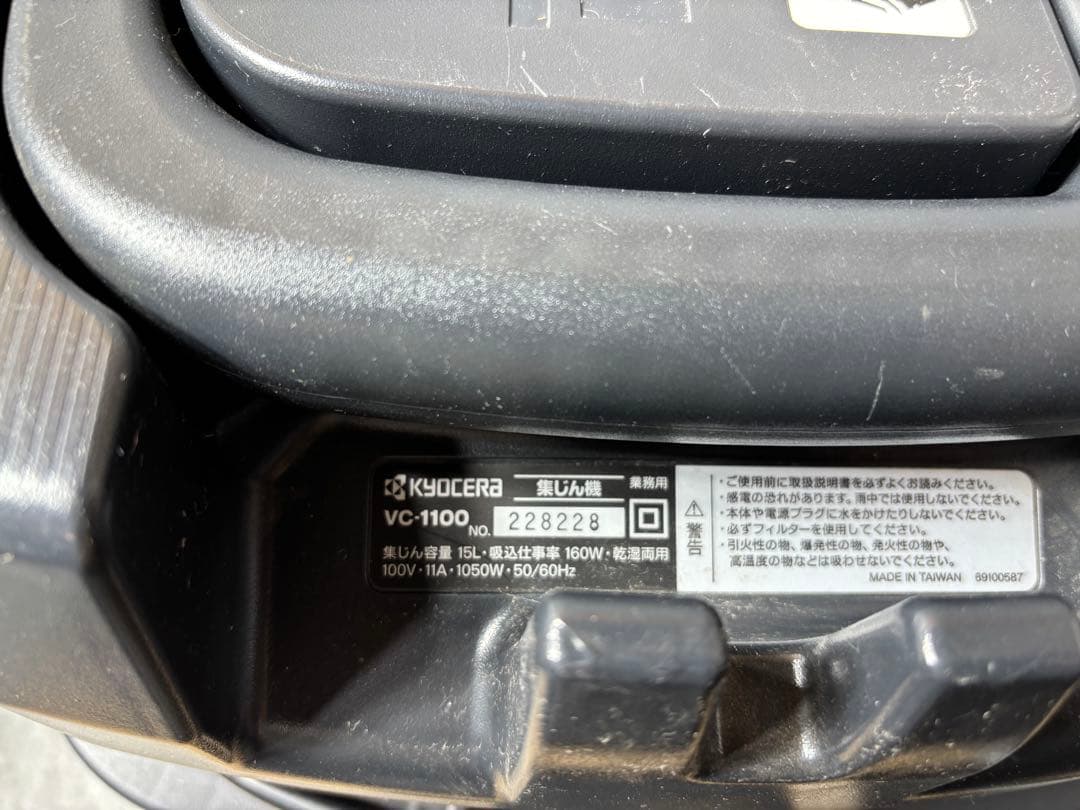 KYOCERA 集じん機 業務用
VC-1100 NO. 228228
集じん容量 15L・吸込仕事率 160W・乾湿両用
100V・11A・1050W・50/60Hz
警告
・ご使用前に取扱説明書を必ずよくお読みください。
・感電の恐れがあります。雨中では使用しないでください。
・本体や電源プラグに水をかけたりしないでください。
・必ずフィルターを使用してください。
・引火性の物、爆発性の物、発火性の物や、
高温度の物などは吸わせないでください。
MADE IN TAIWAN 69100587